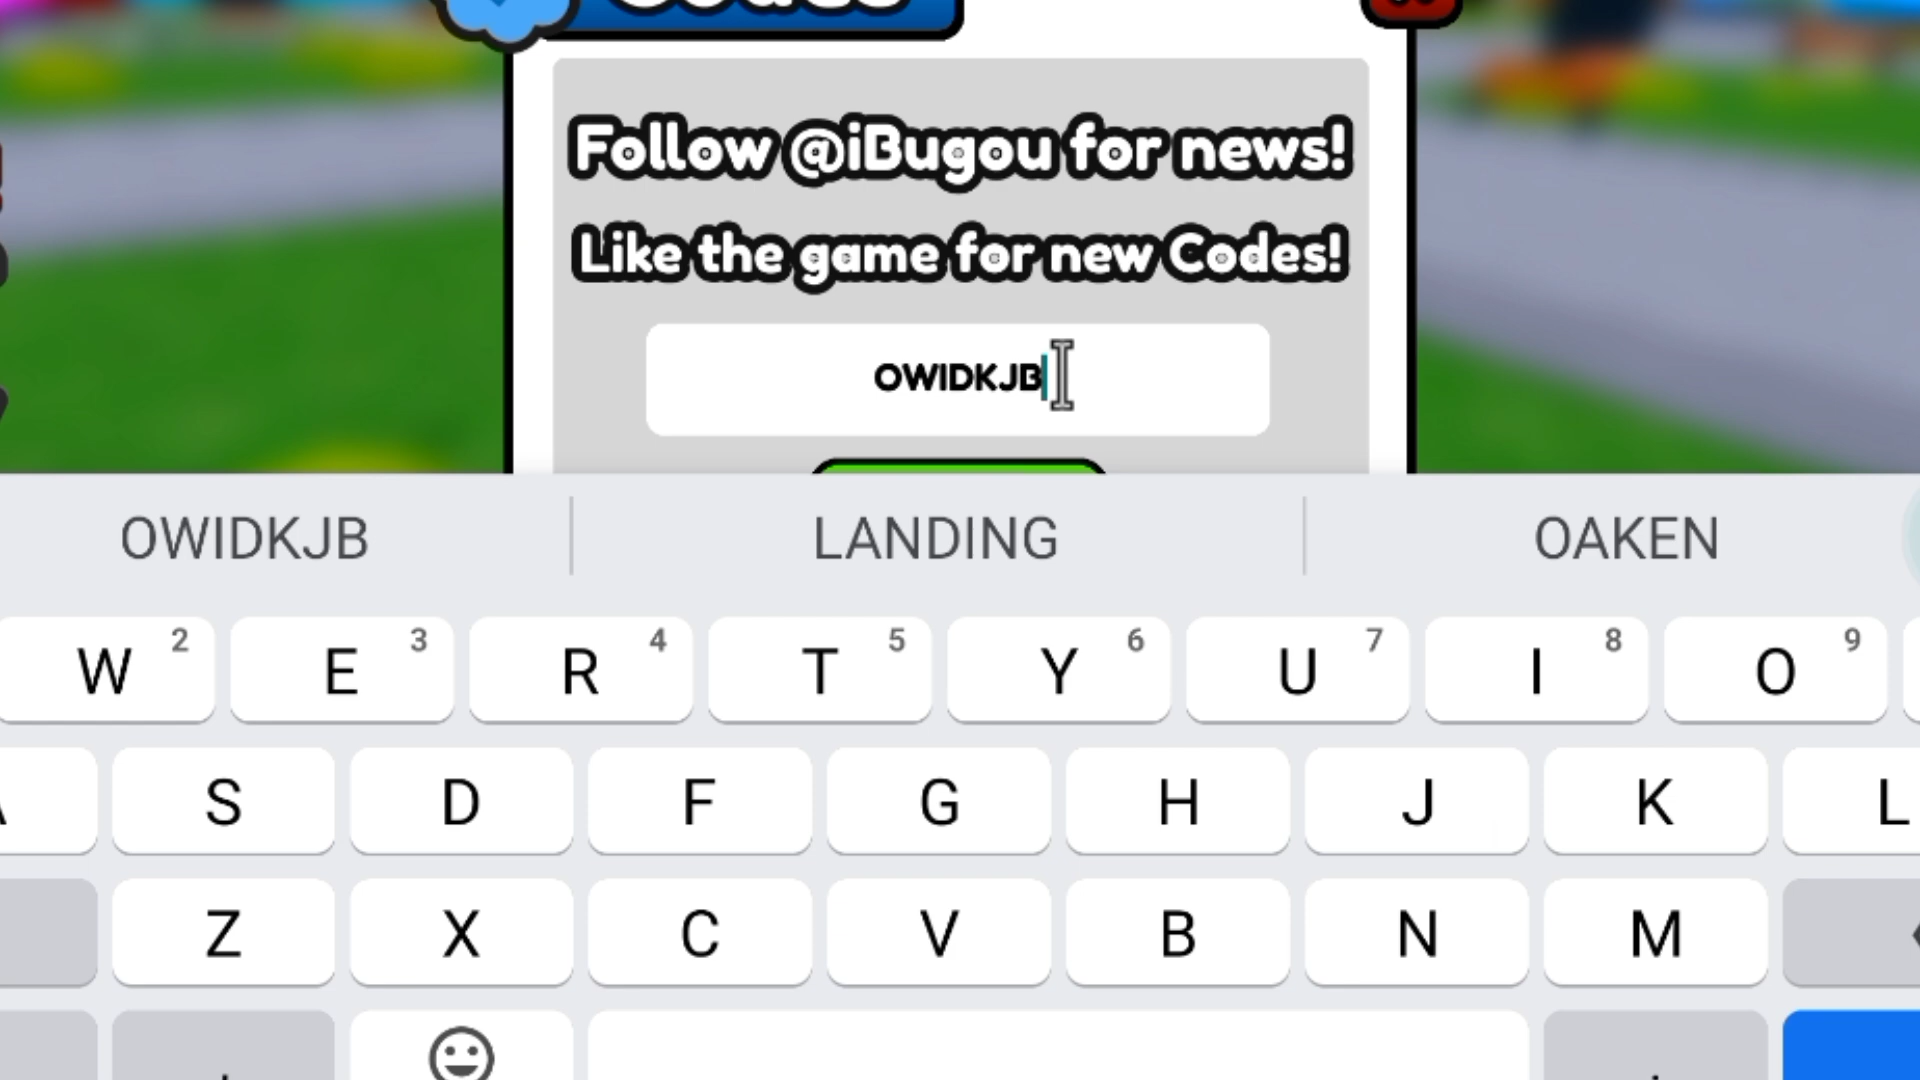 Codes
Follow @iBugou for news!
Like the game for new Codes!
OWIDKJB
OWIDKJB LANDING OAKEN
W 2 E 3 R 4 T 5 Y 6 U 7 I 8 O 9
A S D F G H J K L
Z X C V B N M